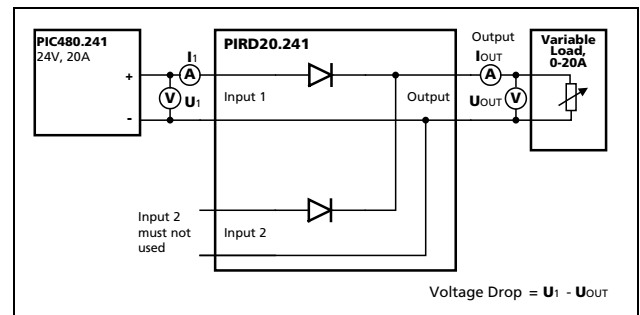 PIC480.241
24V, 20A
+
-
I1
A
V
U1
PIRD20.241
Input 1
Output
Input 2
must not
used
Input 2
Output
IOUT
A
UOUT
V
Variable
Load,
0-20A
Voltage Drop = U1 - UOUT